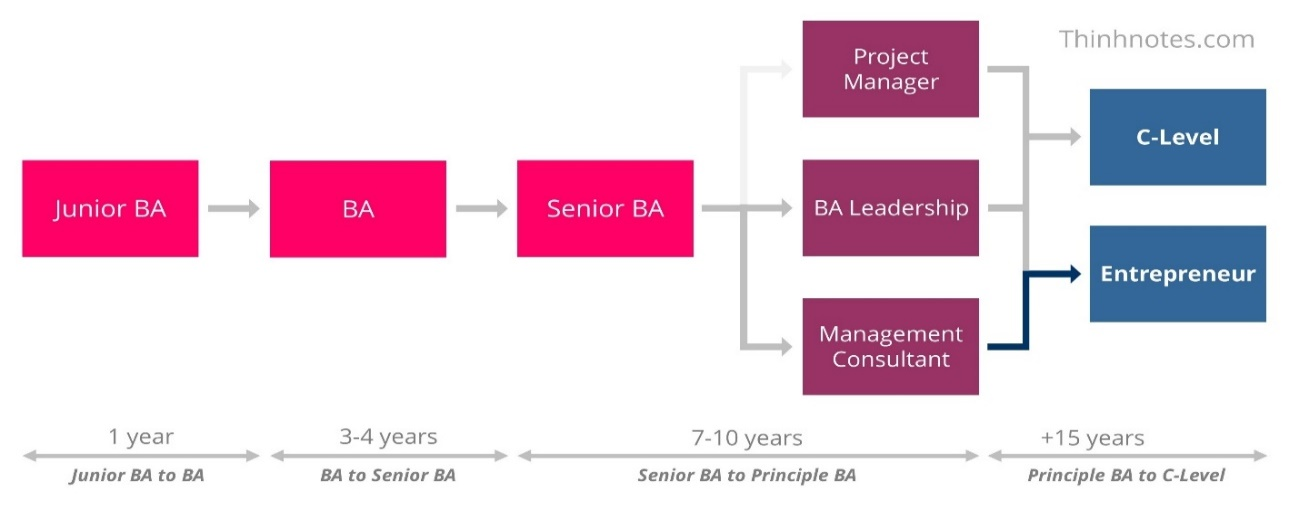 Thinhnotes.com
Project
Manager
C-Level
Junior BA
BA
Senior BA
BA Leadership
Entrepreneur
Management
Consultant
1 year
3-4 years
7-10 years
+15 years
Junior BA to BA
BA to Senior BA
Senior BA to Principle BA
Principle BA to C-Level